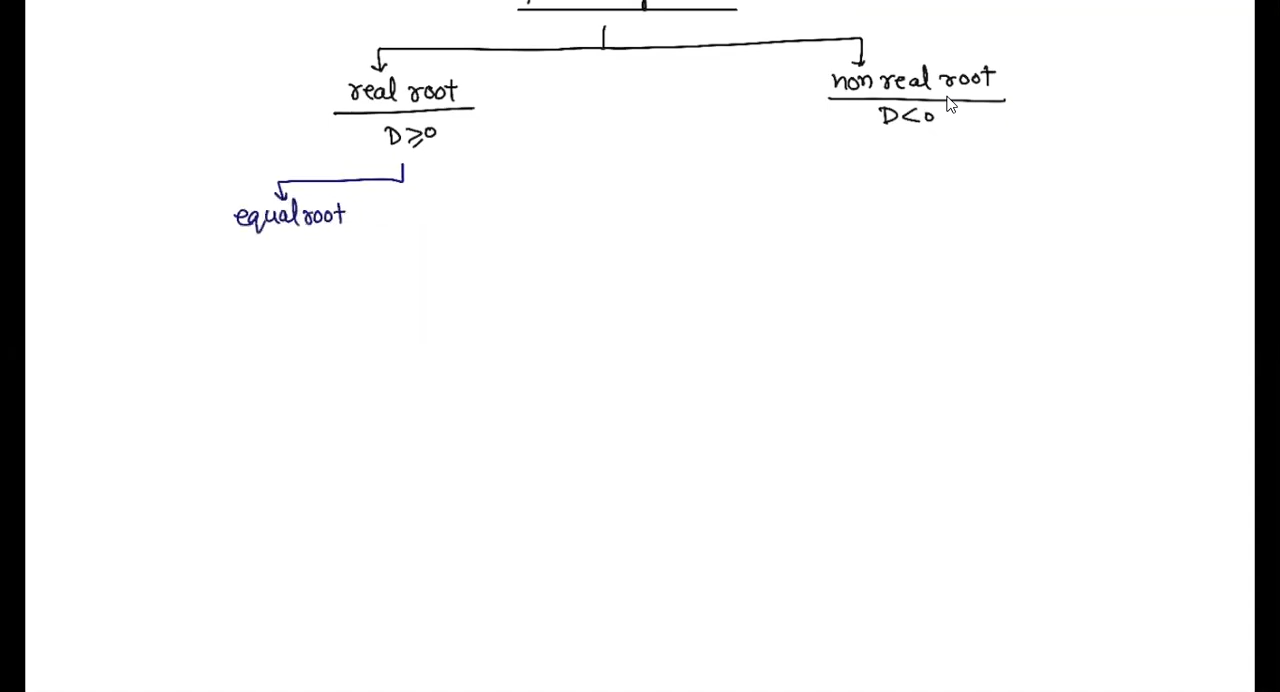 real root
non real root
D≥0
D<0
equal root